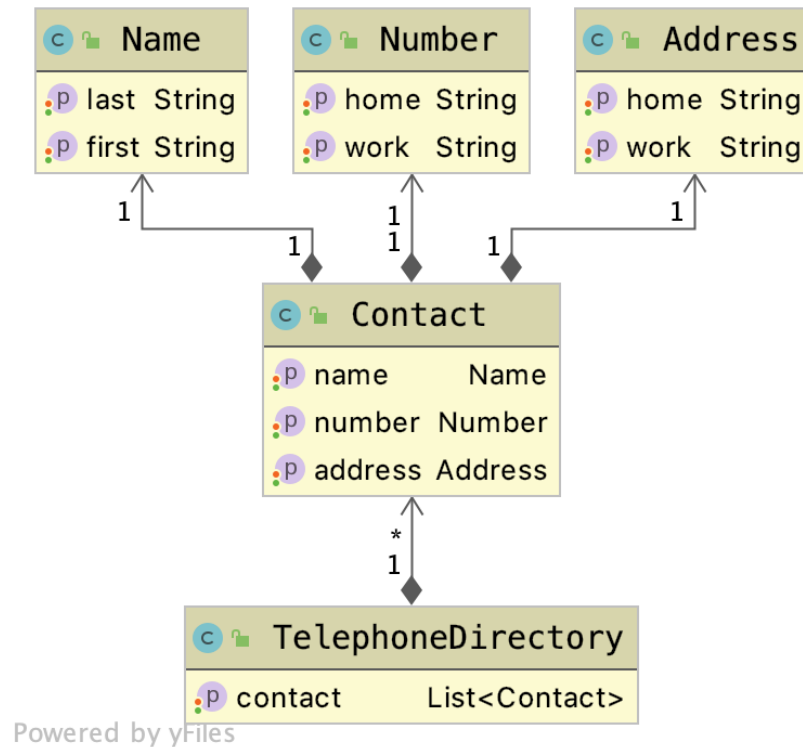 C Name
p last String
p first String
C Number
p home String
p work String
C Address
p home String
p work String
1
1
1
1
1
1
C Contact
p name Name
p number Number
p address Address
*
1
C TelephoneDirectory
p contact List<Contact>
Powered by yFiles